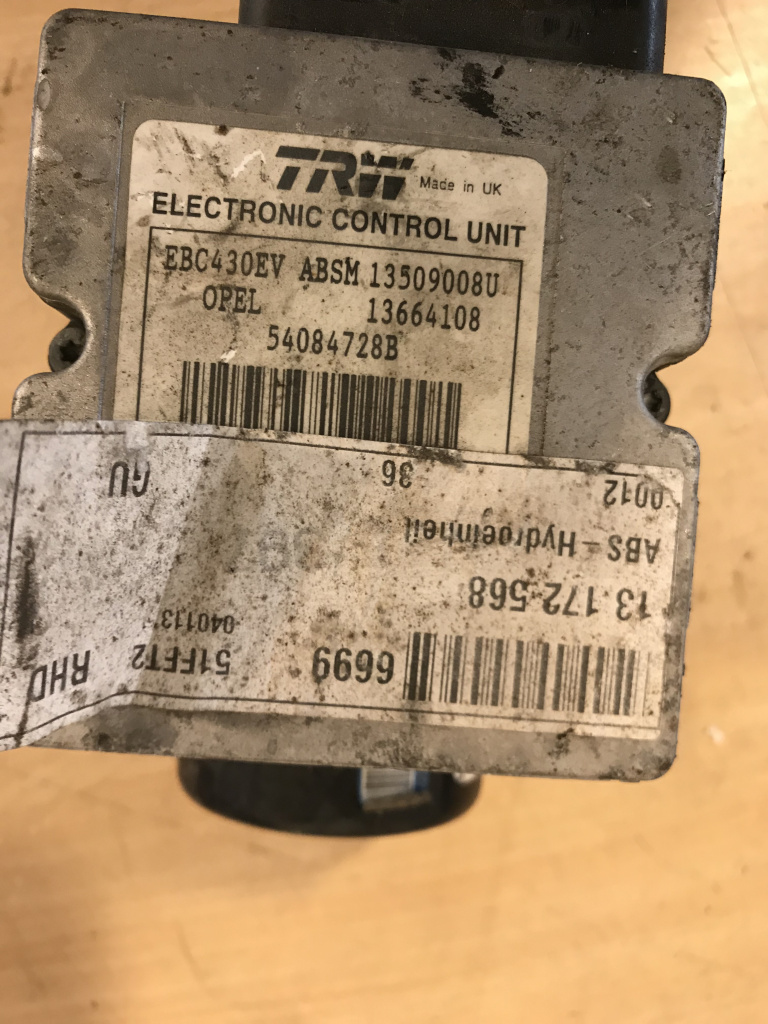 TRW Made in UK
ELECTRONIC CONTROL UNIT
EBC430EV ABSM 13509008U
OPEL 13664108
54084728B
0012 36 GU
ABS-Hydroeinheit
13 172 568
040113
6699 51FFT2 RHD